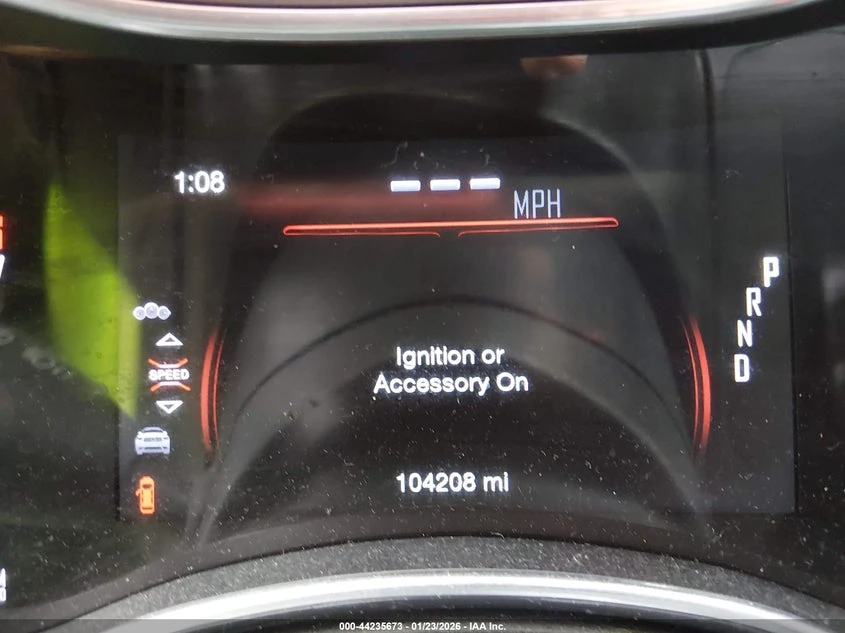 1:08
MPH
P
R
N
D
SPEED
Ignition or
Accessory On
104208 mi
000-44235673 - 01/23/2026 - IAA Inc.